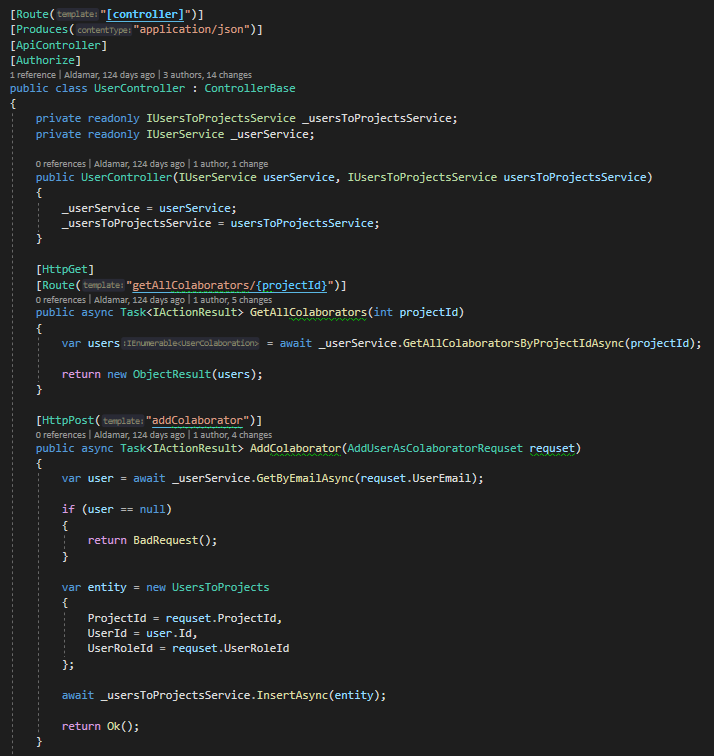 [Route(template:"[controller]")]
[Produces(contentType:"application/json")]
[ApiController]
[Authorize]
1 reference | Aldamar, 124 days ago | 3 authors, 14 changes
public class UserController : ControllerBase
{
private readonly IUsersToProjectsService _usersToProjectsService;
private readonly IUserService _userService;
0 references | Aldamar, 124 days ago | 1 author, 1 change
public UserController(IUserService userService, IUsersToProjectsService usersToProjectsService)
{
_userService = userService;
_usersToProjectsService = usersToProjectsService;
}
[HttpGet]
[Route(template:"getAllColaborators/{projectId}")]
0 references | Aldamar, 124 days ago | 1 author, 5 changes
public async Task<IActionResult> GetAllColaborators(int projectId)
{
var users:IEnumerable<UserColaboration> = await _userService.GetAllColaboratorsByProjectIdAsync(projectId);
return new ObjectResult(users);
}
[HttpPost(template:"addColaborator")]
0 references | Aldamar, 124 days ago | 1 author, 4 changes
public async Task<IActionResult> AddColaborator(AddUserAsColaboratorRequset requset)
{
var user = await _userService.GetByEmailAsync(requset.UserEmail);
if (user == null)
{
return BadRequest();
}
var entity = new UsersToProjects
{
ProjectId = requset.ProjectId,
UserId = user.Id,
UserRoleId = requset.UserRoleId
};
await _usersToProjectsService.InsertAsync(entity);
return Ok();
}